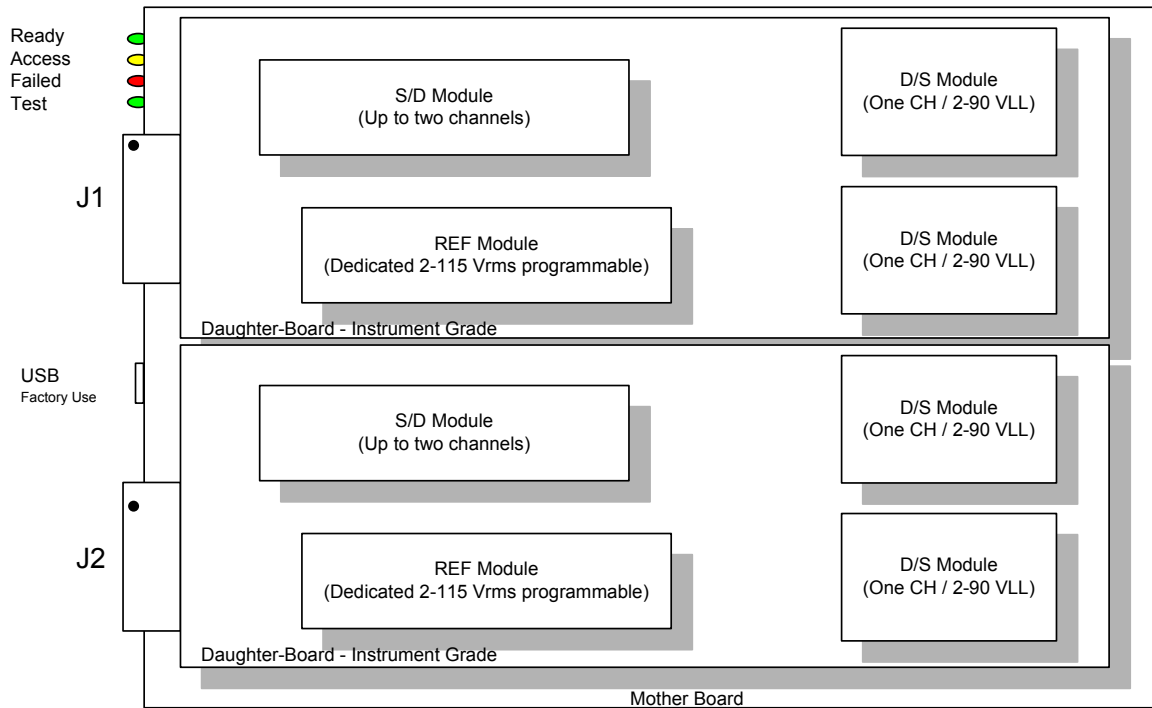 Ready
Access
Failed
Test
J1
S/D Module
(Up to two channels)
D/S Module
(One CH / 2-90 VLL)
REF Module
(Dedicated 2-115 Vrms programmable)
D/S Module
(One CH / 2-90 VLL)
Daughter-Board - Instrument Grade
USB
Factory Use
J2
S/D Module
(Up to two channels)
D/S Module
(One CH / 2-90 VLL)
REF Module
(Dedicated 2-115 Vrms programmable)
D/S Module
(One CH / 2-90 VLL)
Daughter-Board - Instrument Grade
Mother Board